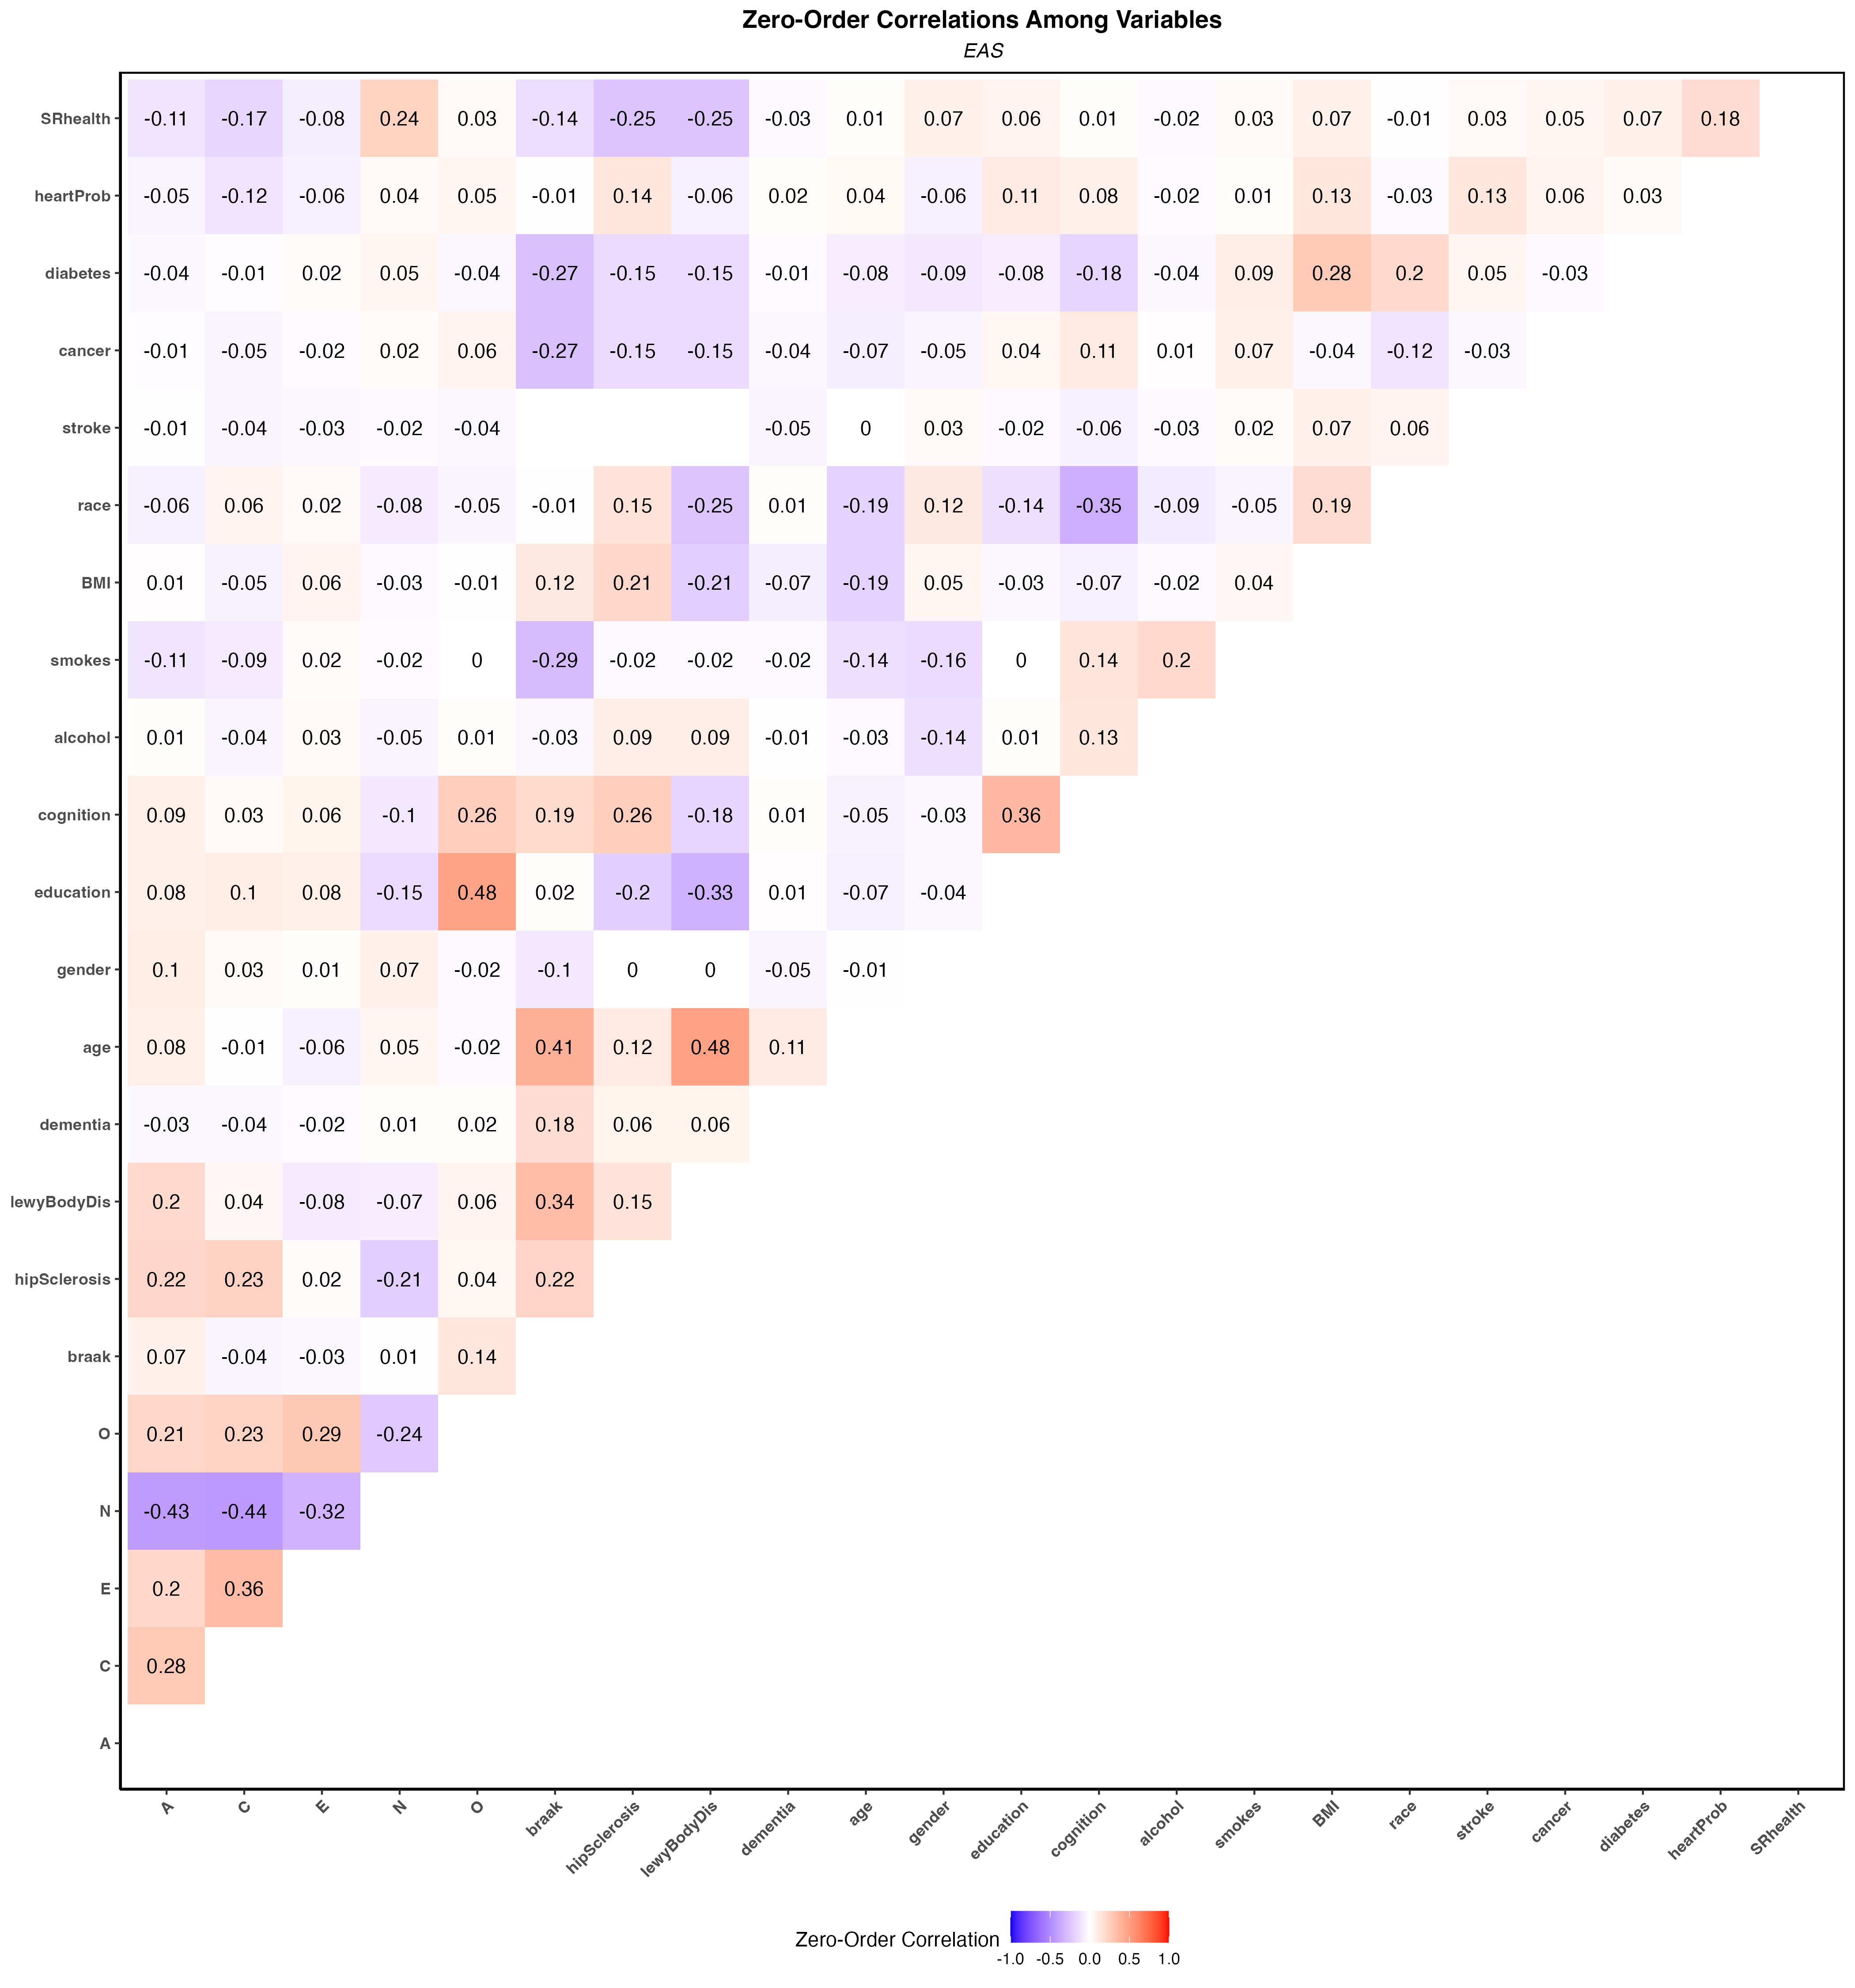 Zero-Order Correlations Among Variables
EAS
SRhealth -0.11 -0.17 -0.08 0.24 0.03 -0.14 -0.25 -0.25 -0.03 0.01 0.07 0.06 0.01 -0.02 0.03 0.07 -0.01 0.03 0.05 0.07 0.18
heartProb -0.05 -0.12 -0.06 0.04 0.05 -0.01 0.14 -0.06 0.02 0.04 -0.06 0.11 0.08 -0.02 0.01 0.13 -0.03 0.13 0.06 0.03
diabetes -0.04 -0.01 0.02 0.05 -0.04 -0.27 -0.15 -0.15 -0.01 -0.08 -0.09 -0.08 -0.18 -0.04 0.09 0.28 0.2 0.05 -0.03
cancer -0.01 -0.05 -0.02 0.02 0.06 -0.27 -0.15 -0.15 -0.04 -0.07 -0.05 0.04 0.11 0.01 0.07 -0.04 -0.12 -0.03
stroke -0.01 -0.04 -0.03 -0.02 -0.04 -0.05 0 0.03 -0.02 -0.06 -0.03 0.02 0.07 0.06
race -0.06 0.06 0.02 -0.08 -0.05 -0.01 0.15 -0.25 0.01 -0.19 0.12 -0.14 -0.35 -0.09 -0.05 0.19
BMI 0.01 -0.05 0.06 -0.03 -0.01 0.12 0.21 -0.21 -0.07 -0.19 0.05 -0.03 -0.07 -0.02 0.04
smokes -0.11 -0.09 0.02 -0.02 0 -0.29 -0.02 -0.02 -0.02 -0.14 -0.16 0 0.14 0.2
alcohol 0.01 -0.04 0.03 -0.05 0.01 -0.03 0.09 0.09 -0.01 -0.03 -0.14 0.01 0.13
cognition 0.09 0.03 0.06 -0.1 0.26 0.19 0.26 -0.18 0.01 -0.05 -0.03 0.36
education 0.08 0.1 0.08 -0.15 0.48 0.02 -0.2 -0.33 0.01 -0.07 -0.04
gender 0.1 0.03 0.01 0.07 -0.02 -0.1 0 0 -0.05 -0.01
age 0.08 -0.01 -0.06 0.05 -0.02 0.41 0.12 0.48 0.11
dementia -0.03 -0.04 -0.02 0.01 0.02 0.18 0.06 0.06
lewyBodyDis 0.2 0.04 -0.08 -0.07 0.06 0.34 0.15
hipSclerosis 0.22 0.23 0.02 -0.21 0.04 0.22
braak 0.07 -0.04 -0.03 0.01 0.14
O 0.21 0.23 0.29 -0.24
N -0.43 -0.44 -0.32
E 0.2 0.36
C 0.28
A
A C E N O braak hipSclerosis lewyBodyDis dementia age gender education cognition alcohol smokes BMI race stroke cancer diabetes heartProb SRhealth
Zero-Order Correlation
-1.0 -0.5 0.0 0.5 1.0